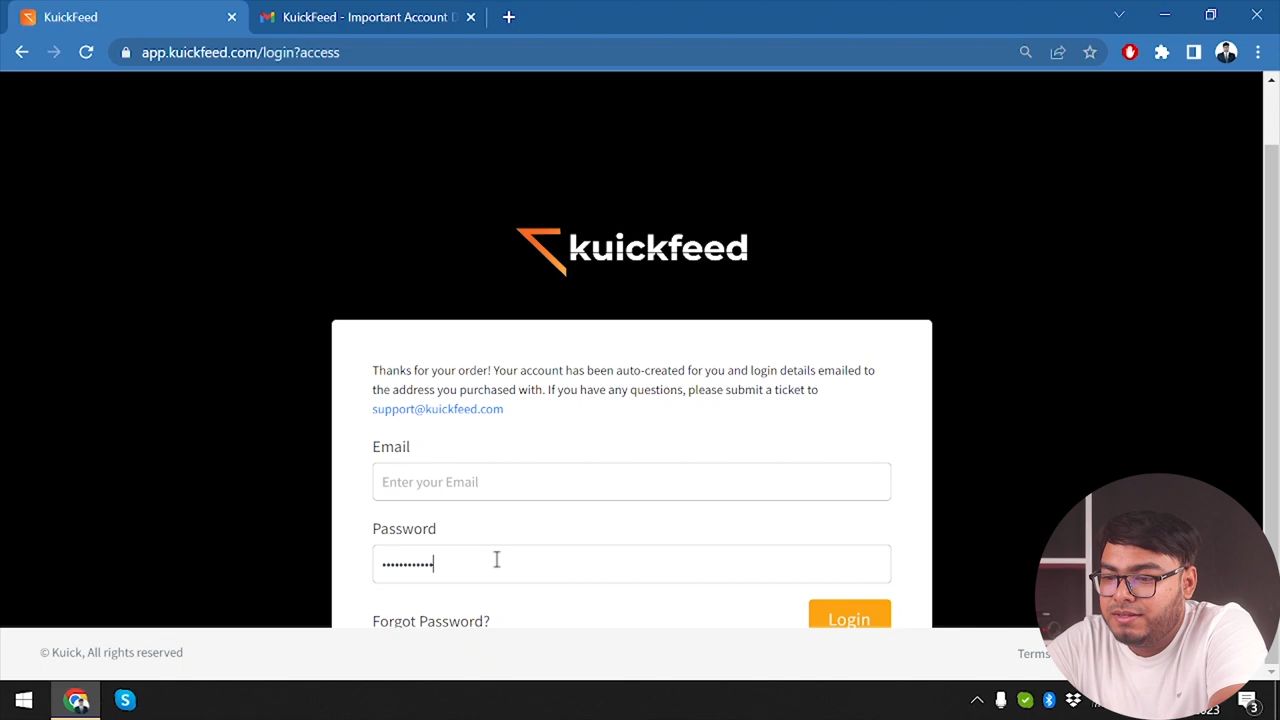 KuickFeed
KuickFeed - Important Account D
app.kuickfeed.com/login?access
kuickfeed
Thanks for your order! Your account has been auto-created for you and login details emailed to
the address you purchased with. If you have any questions, please submit a ticket to
support@kuickfeed.com
Email
Enter your Email
Password
••••••••••••
Forgot Password?
Login
© Kuick, All rights reserved
Terms
2023
3